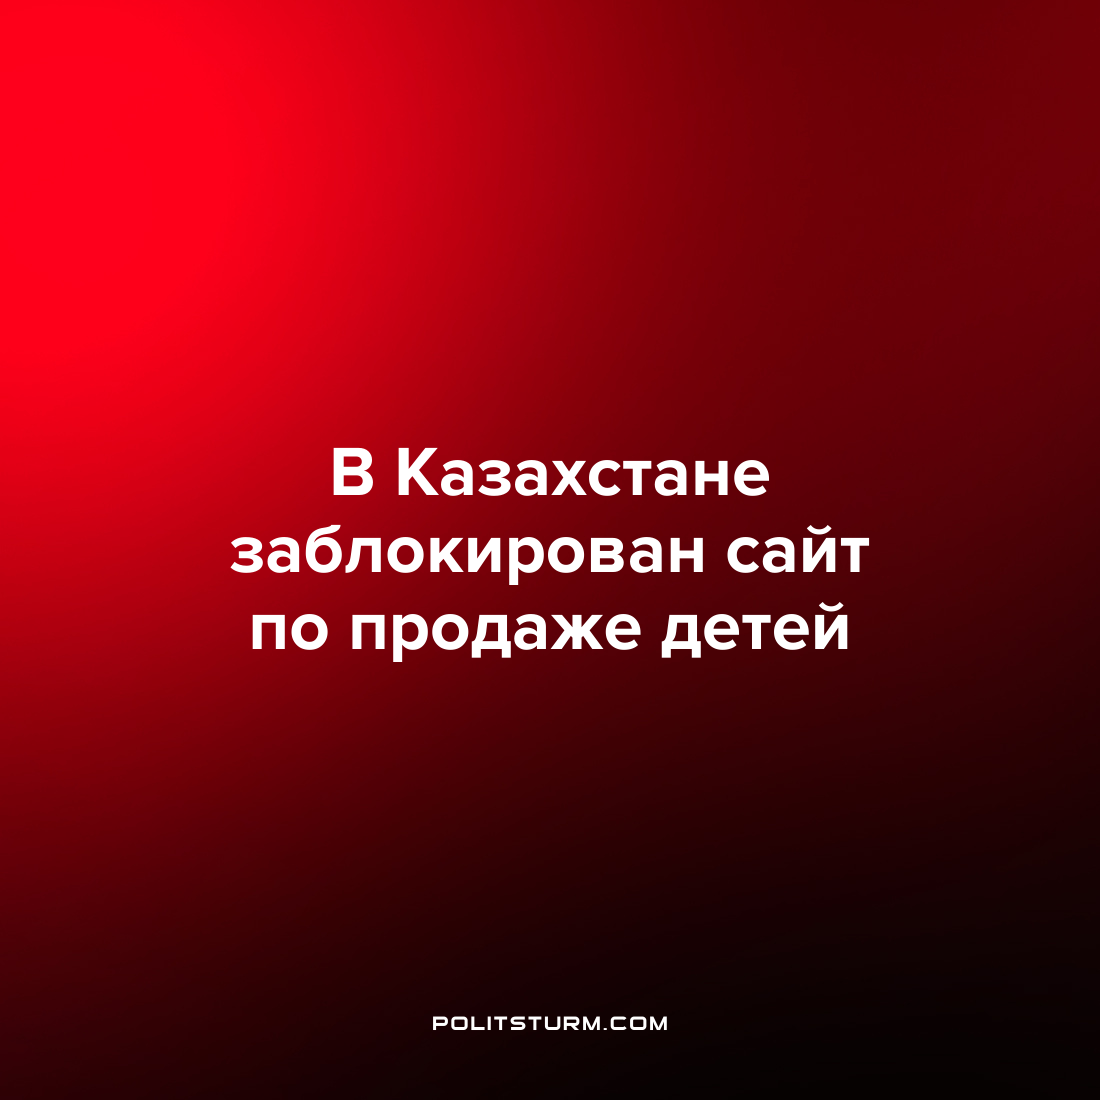 В Казахстане
заблокирован сайт
по продаже детей
POLITSTURM.COM